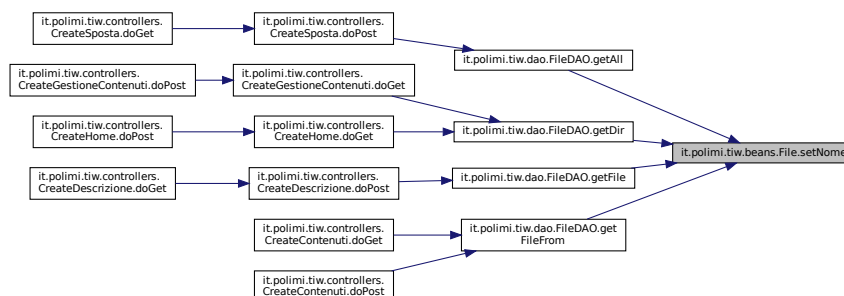 it.polimi.tiw.controllers.
CreateSposta.doGet
it.polimi.tiw.controllers.
CreateSposta.doPost
it.polimi.tiw.dao.FileDAO.getAll
it.polimi.tiw.controllers.
CreateGestioneContenuti.doPost
it.polimi.tiw.controllers.
CreateGestioneContenuti.doGet
it.polimi.tiw.controllers.
CreateHome.doPost
it.polimi.tiw.controllers.
CreateHome.doGet
it.polimi.tiw.dao.FileDAO.getDir
it.polimi.tiw.beans.File.setNome
it.polimi.tiw.controllers.
CreateDescrizione.doGet
it.polimi.tiw.controllers.
CreateDescrizione.doPost
it.polimi.tiw.dao.FileDAO.getFile
it.polimi.tiw.controllers.
CreateContenuti.doGet
it.polimi.tiw.dao.FileDAO.get
FileFrom
it.polimi.tiw.controllers.
CreateContenuti.doPost